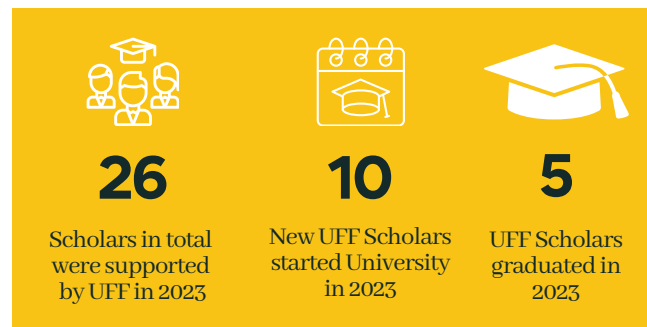 26
Scholars in total
were supported
by UFF in 2023
10
New UFF Scholars
started University
in 2023
5
UFF Scholars
graduated in
2023